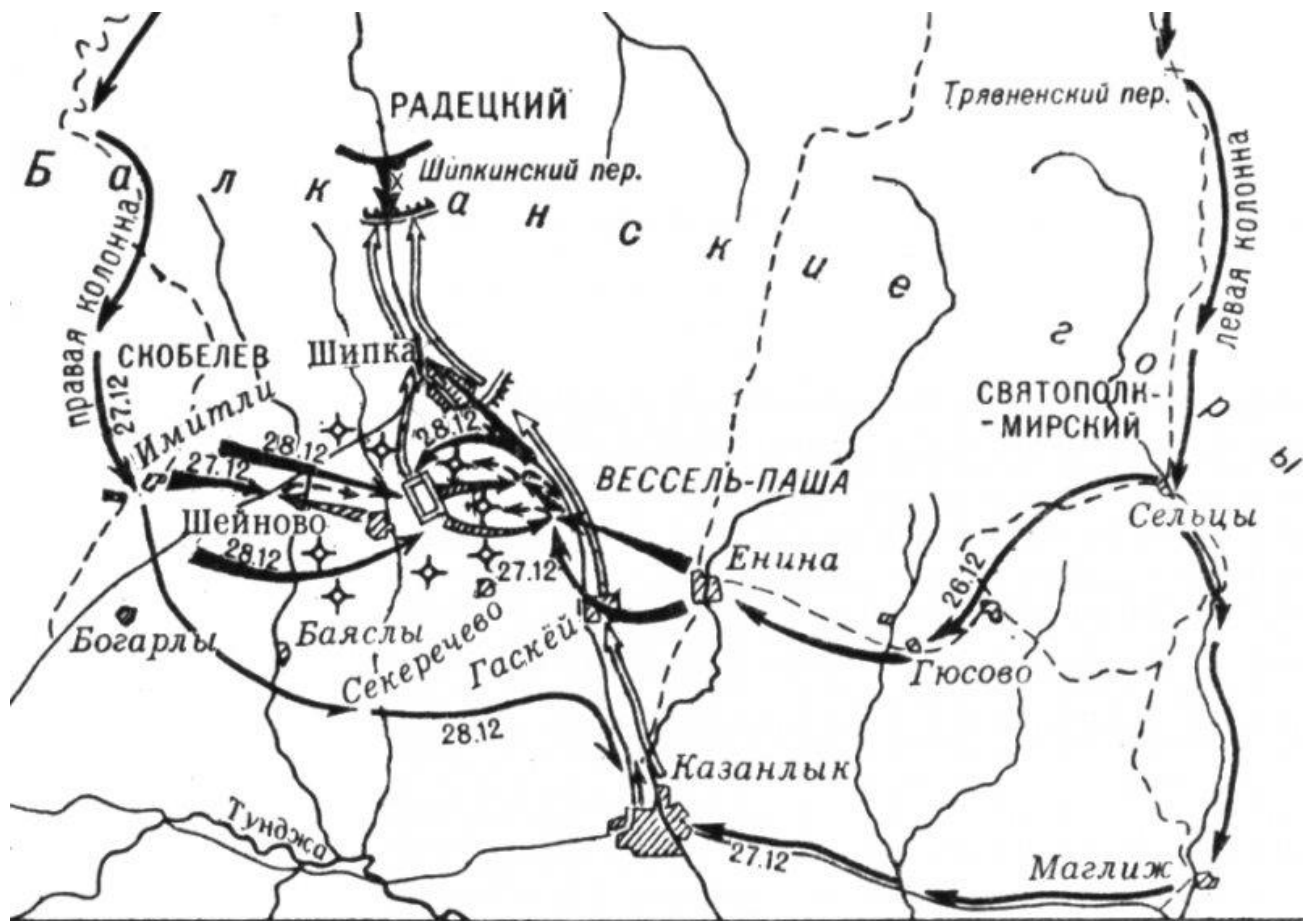 РАДЕЦКИЙ
Трявненский пер.
Шипкинский пер.
Балканские горы
правая колонна
левая колонна
27.12
СКОБЕЛЕВ
Шипка
СВЯТОПОЛК-
-МИРСКИЙ
Имитли
28.12
28.12
27.12
ВЕССЕЛЬ-ПАША
Шейново
Сельцы
28.12
27.12
Енина
26.12
Богарлы
Баяслы
Секеречево
Гаскёй
Гюсово
28.12
Казанлык
Тунджа
27.12
Маглиж